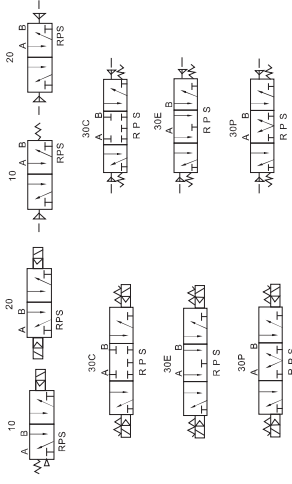 10 20 10 20
A B A B A B A B
RPS RPS RPS RPS
30C 30C
A B A B
R P S R P S
30E 30E
A B A B
R P S R P S
30P 30P
A B A B
R P S R P S